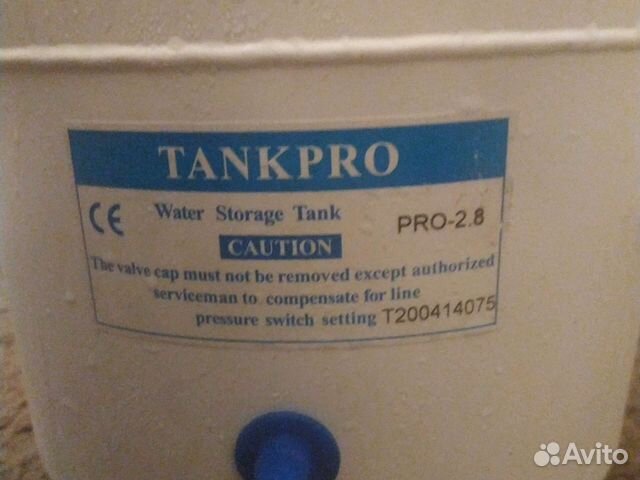 TANKPRO
CE Water Storage Tank PRO-2.8
CAUTION
The valve cap must not be removed except authorized
serviceman to compensate for line
pressure switch setting T200414075
Avito